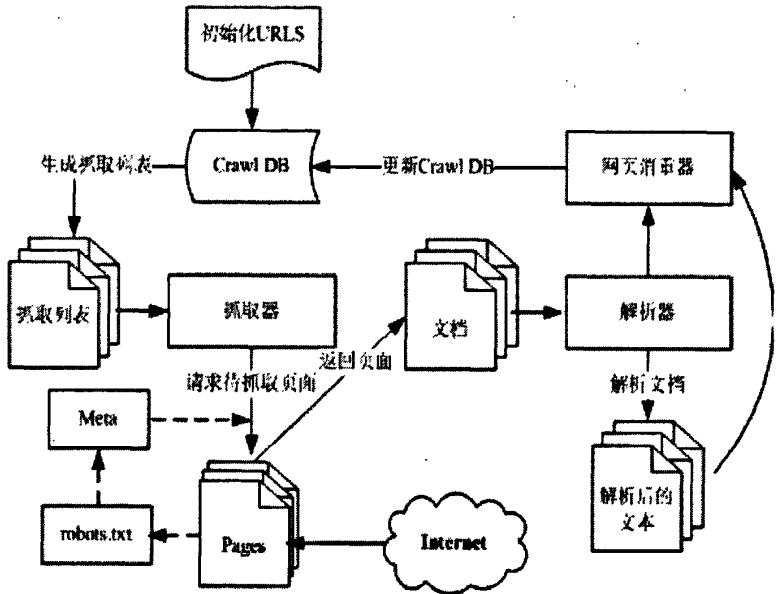 初始化URLS
生成抓取列表
Crawl DB
更新Crawl DB
网页消重器
抓取列表
抓取器
文档
解析器
返回页面
请求待抓取页面
解析文档
Meta
解析后的
文本
robots.txt
Pages
Internet